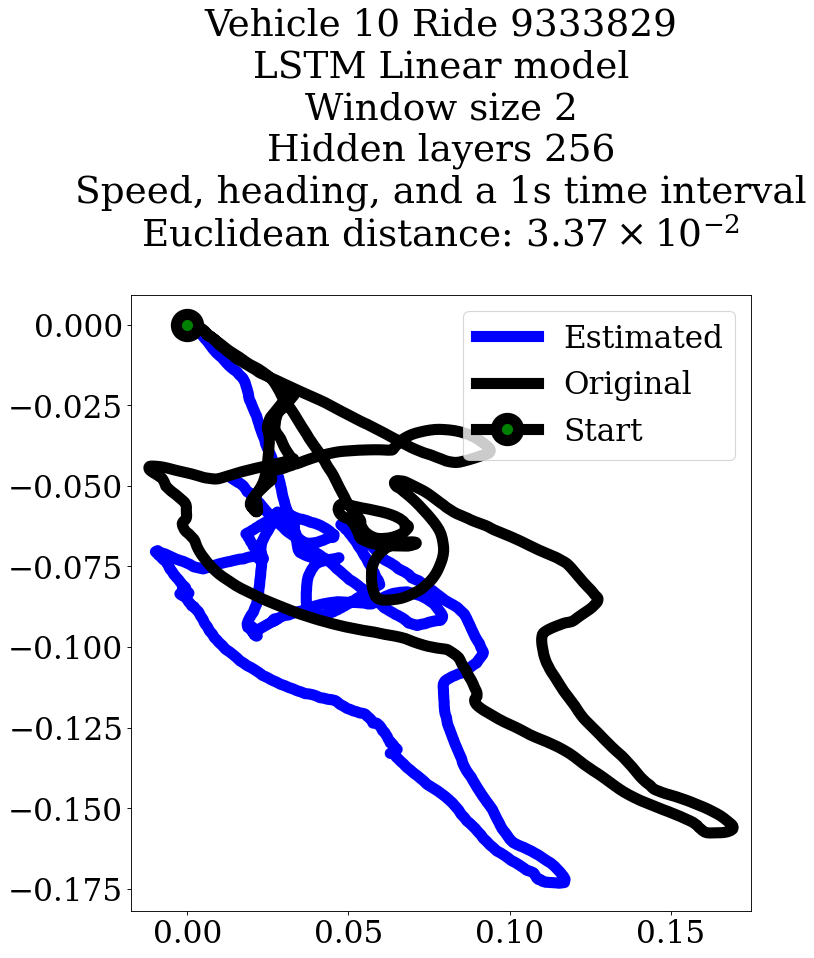 Vehicle 10 Ride 9333829
LSTM Linear model
Window size 2
Hidden layers 256
Speed, heading, and a 1s time interval
Euclidean distance: 3.37 × 10⁻²
Estimated
Original
Start
0.000
−0.025
−0.050
−0.075
−0.100
−0.125
−0.150
−0.175
0.00 0.05 0.10 0.15